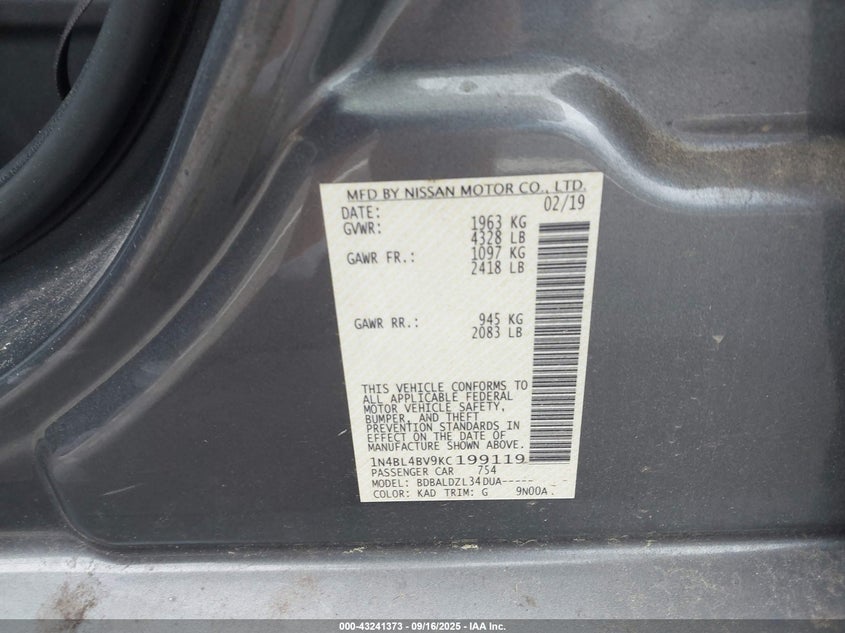 MFD BY NISSAN MOTOR CO., LTD.
DATE: 02/19
GVWR: 1963 KG
4328 LB
GAWR FR.: 1097 KG
2418 LB
GAWR RR.: 945 KG
2083 LB
THIS VEHICLE CONFORMS TO
ALL APPLICABLE FEDERAL
MOTOR VEHICLE SAFETY,
BUMPER, AND THEFT
PREVENTION STANDARDS IN
EFFECT ON THE DATE OF
MANUFACTURE SHOWN ABOVE.
1N4BL4BV9KC199119
PASSENGER CAR 754
MODEL: BDBALDZL34DUA-----
COLOR: KAD TRIM: G 9N00A
000-43241373 - 09/16/2025 - IAA Inc.